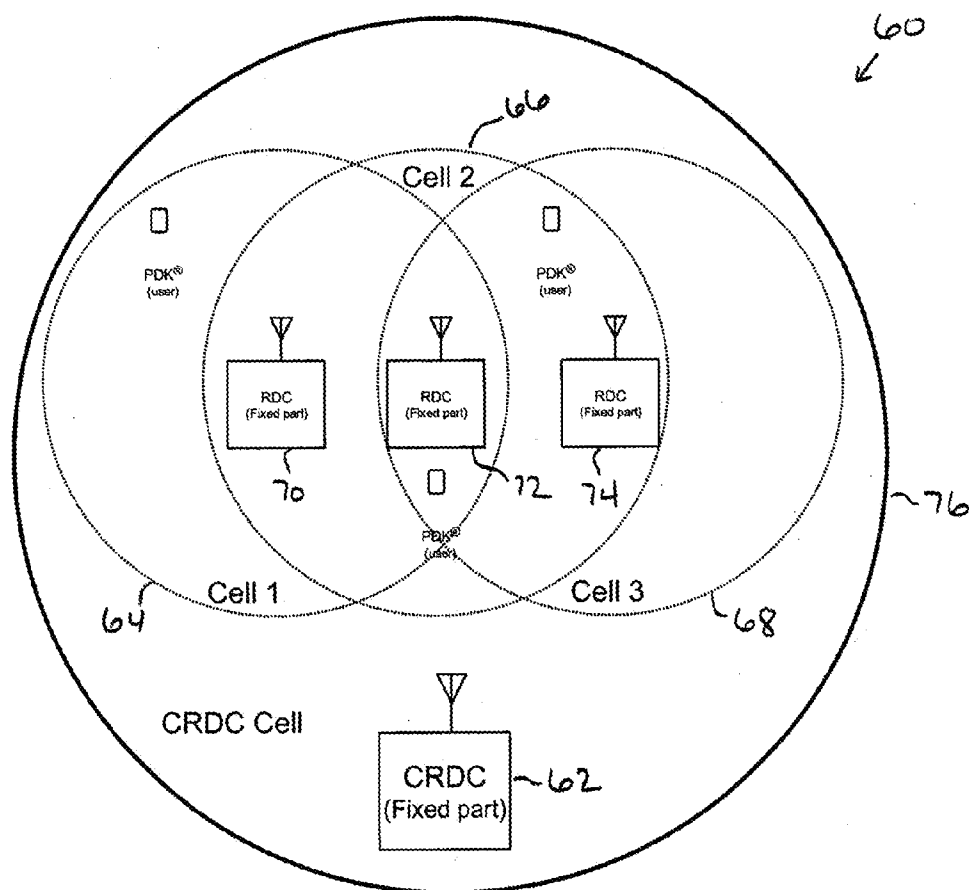 60
66
Cell 2
PDK®
(user)
PDK®
(user)
RDC
(Fixed part)
RDC
(Fixed part)
RDC
(Fixed part)
70
72
74
76
PDK®
(user)
Cell 1
Cell 3
64
68
CRDC Cell
CRDC
(Fixed part)
62